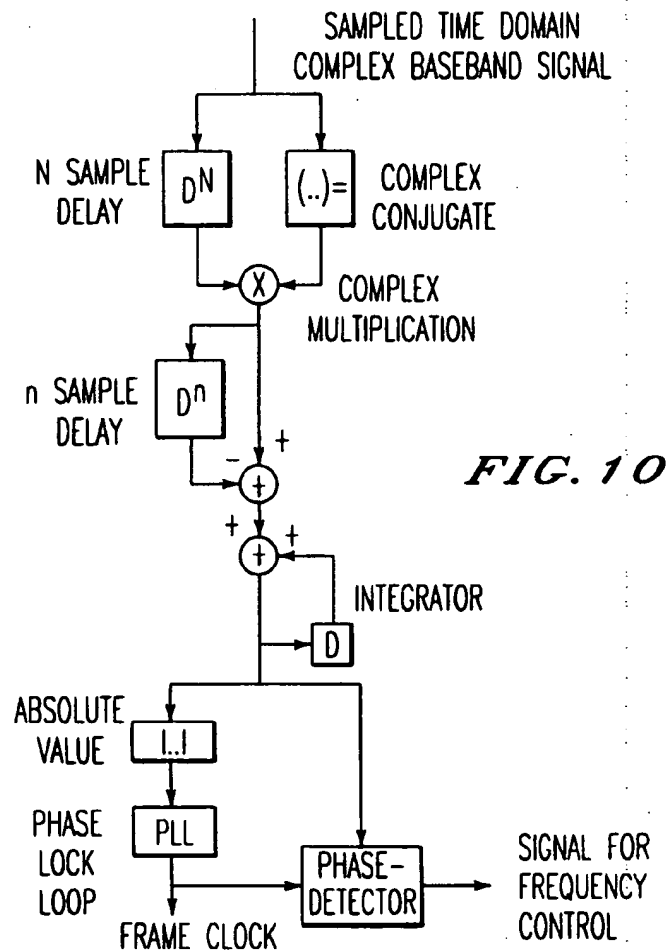 SAMPLED TIME DOMAIN
COMPLEX BASEBAND SIGNAL
N SAMPLE
DELAY
D^N
(..)=
COMPLEX
CONJUGATE
X
COMPLEX
MULTIPLICATION
n SAMPLE
DELAY
D^n
+
-
+
FIG. 10
+
+
+
INTEGRATOR
D
ABSOLUTE
VALUE
|..|
PHASE
LOCK
LOOP
PLL
PHASE-
DETECTOR
SIGNAL FOR
FREQUENCY
CONTROL
FRAME CLOCK